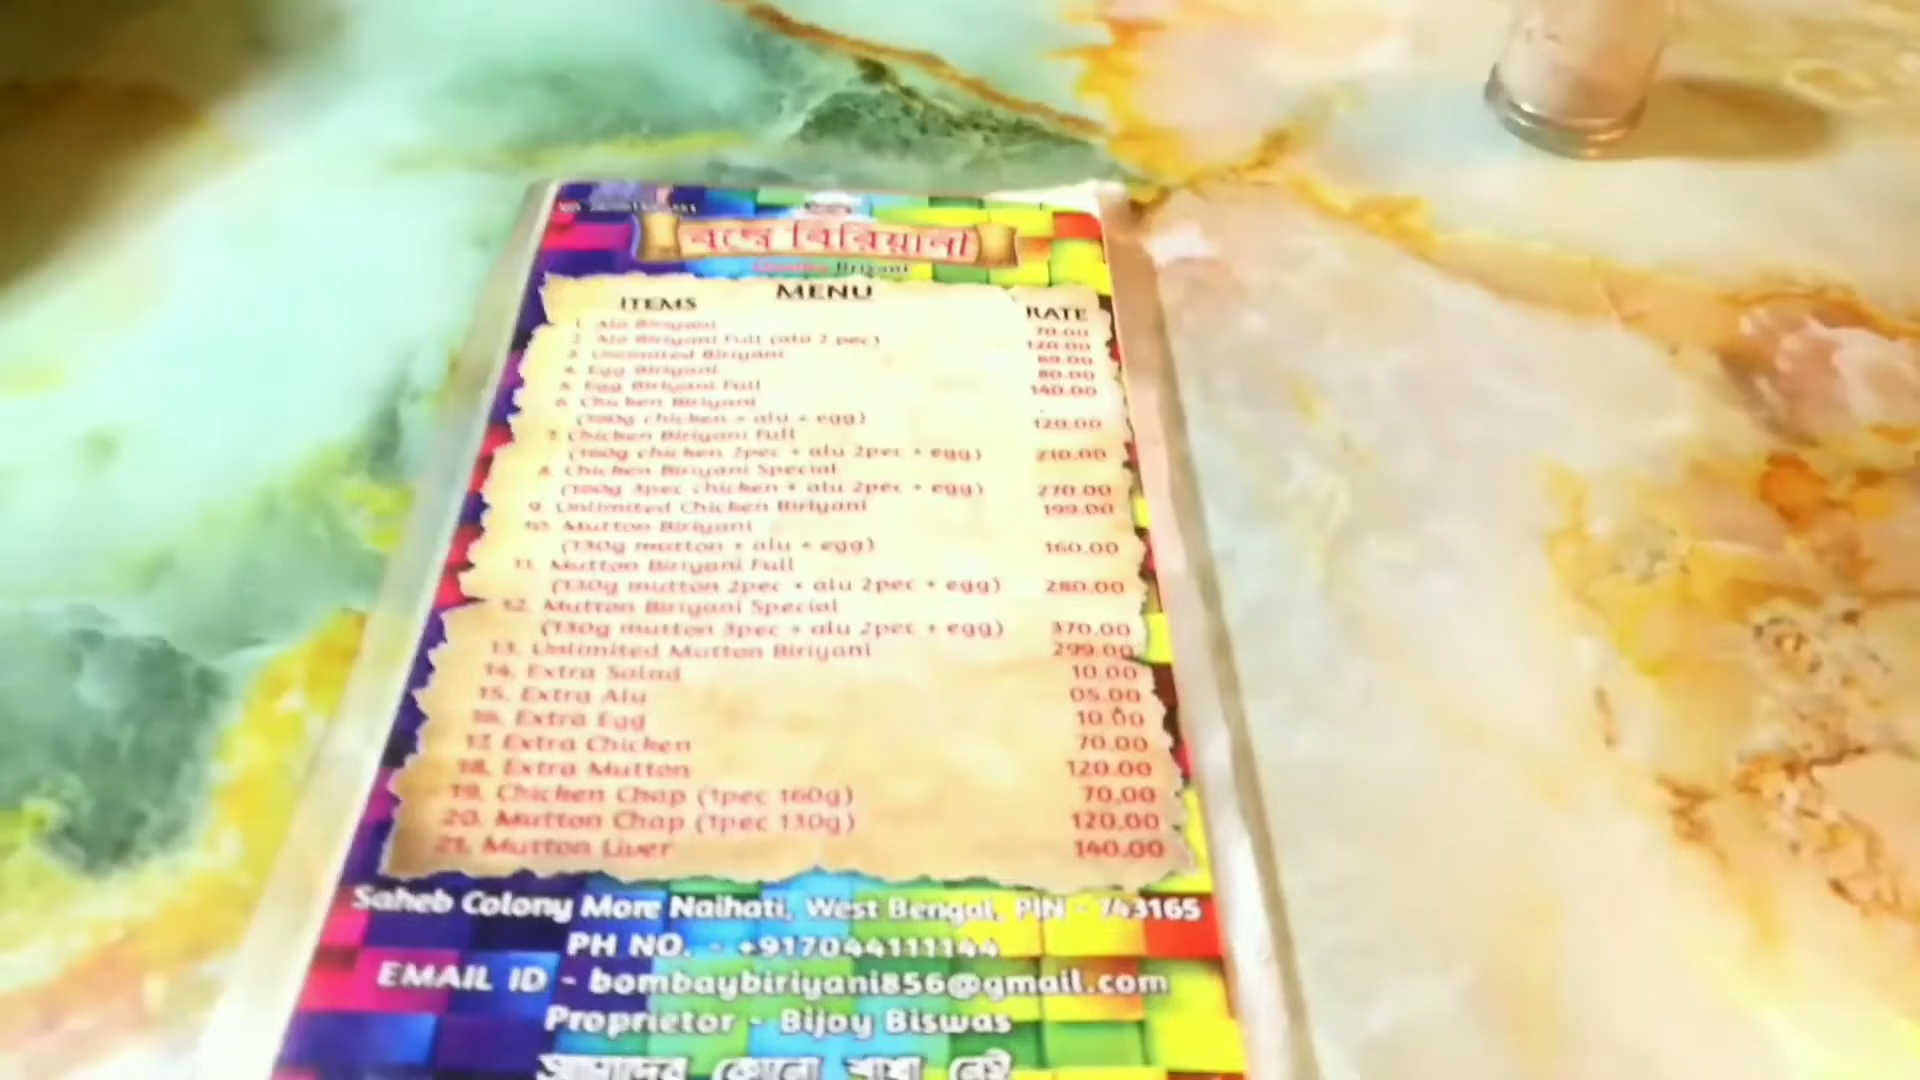 বম্বে বিরিয়ানী
Briyani
MENU
ITEMS RATE
1. Alu Biriyani 70.00
2. Alu Biriyani Full (alu 2 pec) 120.00
3. Unlimited Biriyani 69.00
4. Egg Biriyani 80.00
5. Egg Biriyani Full 140.00
6. Chicken Biriyani
(160g chicken + alu + egg) 120.00
7. Chicken Biriyani Full
(160g chicken 2pec + alu 2pec + egg) 210.00
8. Chicken Biriyani Special
(160g 3pec chicken + alu 2pec + egg) 270.00
9. Unlimited Chicken Biriyani 199.00
10. Mutton Biriyani
(130g mutton + alu + egg) 160.00
11. Mutton Biriyani Full
(130g mutton 2pec + alu 2pec + egg) 280.00
12. Mutton Biriyani Special
(130g mutton 3pec + alu 2pec + egg) 370.00
13. Unlimited Mutton Biriyani 299.00
14. Extra Salad 10.00
15. Extra Alu 05.00
16. Extra Egg 10.00
17. Extra Chicken 70.00
18. Extra Mutton 120.00
19. Chicken Chap (1pec 160g) 70.00
20. Mutton Chap (1pec 130g) 120.00
21. Mutton Liver 140.00
Saheb Colony More Naihati, West Bengal, PIN - 743165
PH NO. - +917044111144
EMAIL ID - bombaybiriyani856@gmail.com
Proprietor - Bijoy Biswas
আমাদের কোনো শাখা নেই